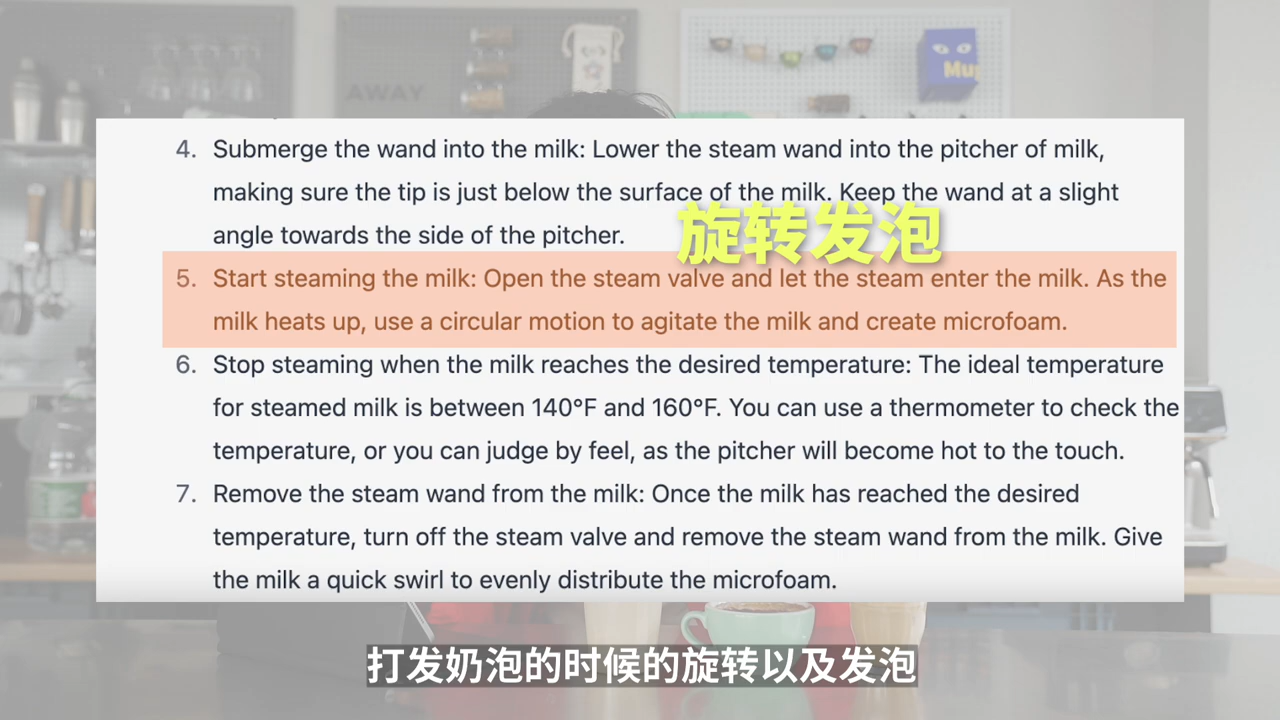 AWAY
Mu
4. Submerge the wand into the milk: Lower the steam wand into the pitcher of milk,
making sure the tip is just below the surface of the milk. Keep the wand at a slight
angle towards the side of the pitcher.
旋转发泡
5. Start steaming the milk: Open the steam valve and let the steam enter the milk. As the
milk heats up, use a circular motion to agitate the milk and create microfoam.
6. Stop steaming when the milk reaches the desired temperature: The ideal temperature
for steamed milk is between 140°F and 160°F. You can use a thermometer to check the
temperature, or you can judge by feel, as the pitcher will become hot to the touch.
7. Remove the steam wand from the milk: Once the milk has reached the desired
temperature, turn off the steam valve and remove the steam wand from the milk. Give
the milk a quick swirl to evenly distribute the microfoam.
打发奶泡的时候的旋转以及发泡